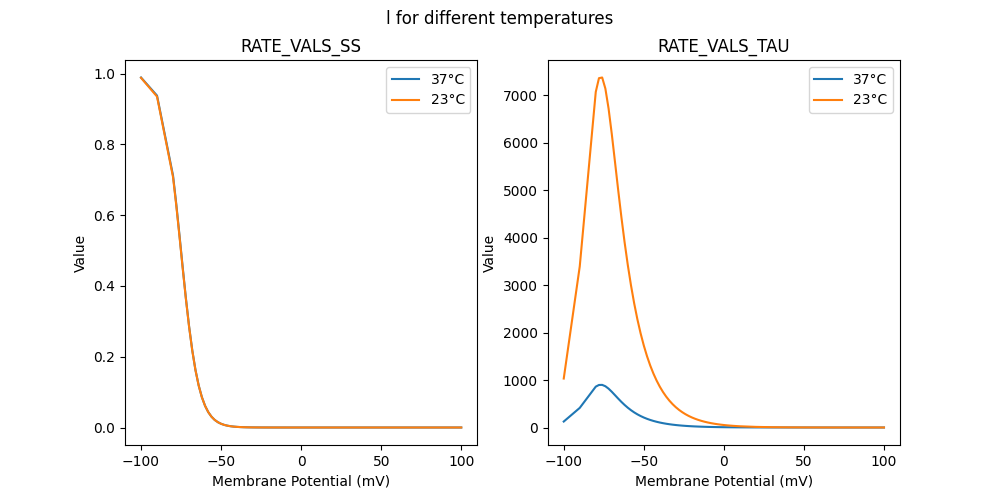 l for different temperatures
RATE_VALS_SS
RATE_VALS_TAU
Value
1.0
0.8
0.6
0.4
0.2
0.0
−100
−50
0
50
100
Membrane Potential (mV)
37°C
23°C
Value
7000
6000
5000
4000
3000
2000
1000
0
−100
−50
0
50
100
Membrane Potential (mV)
37°C
23°C